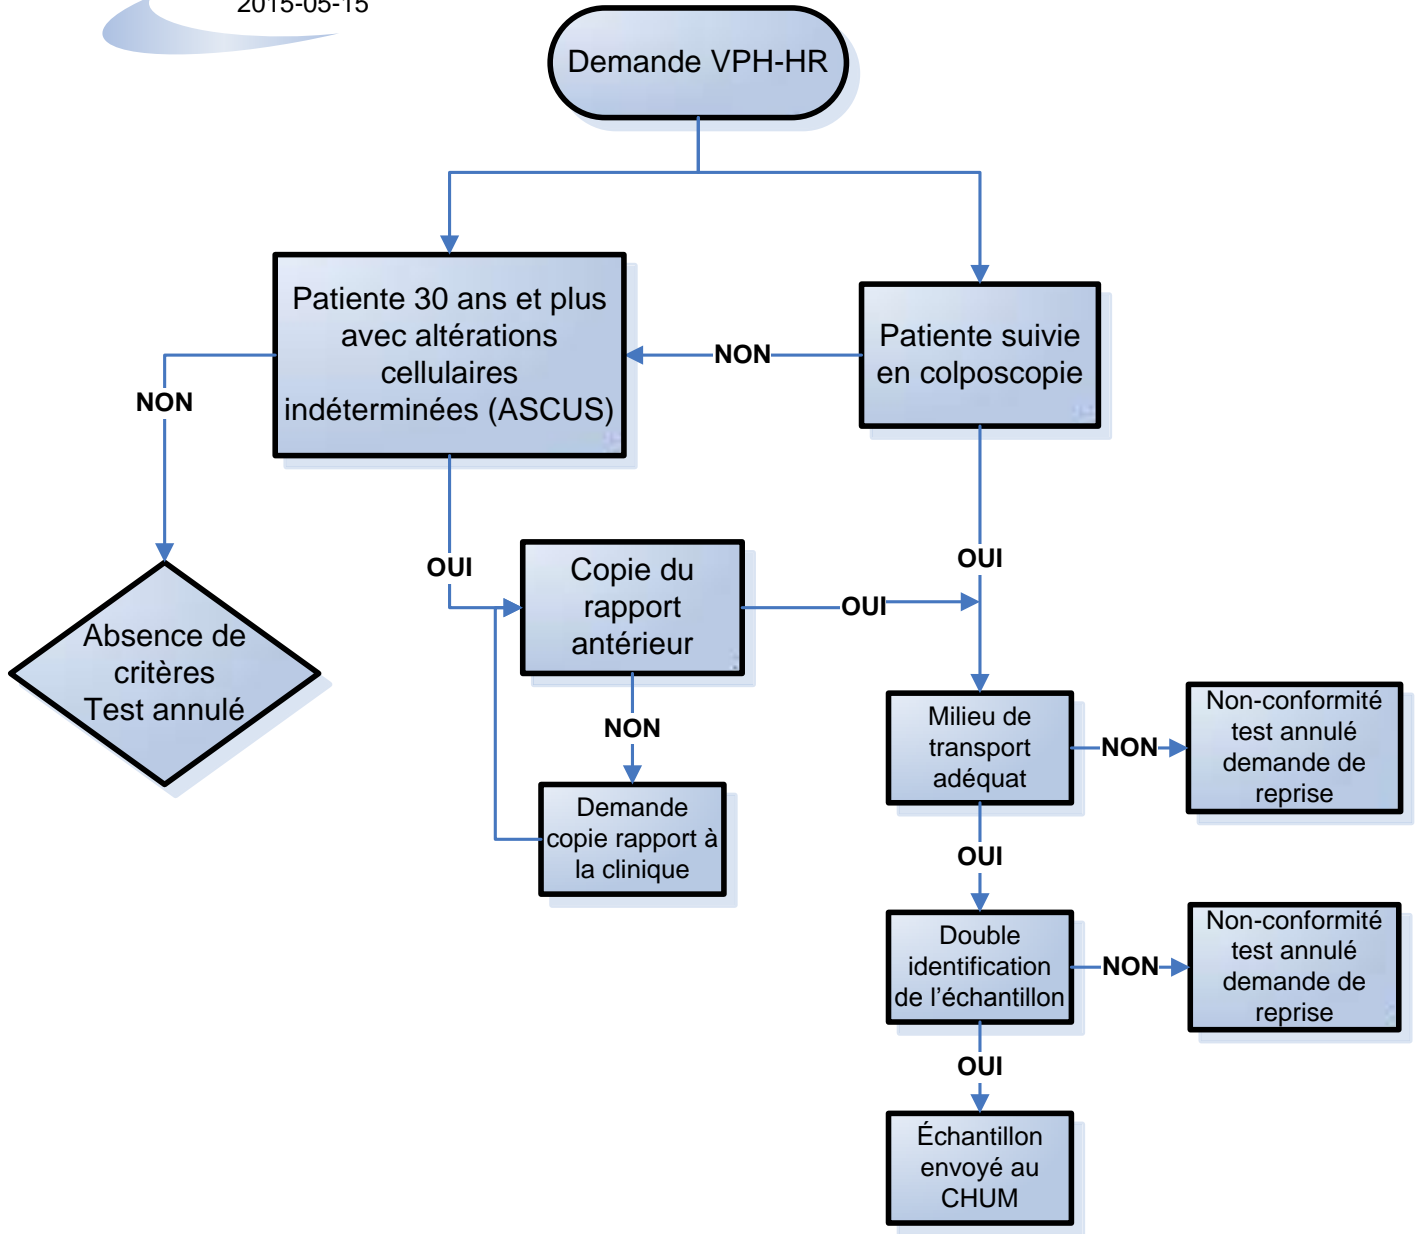 2015-05-15
Demande VPH-HR
Patiente 30 ans et plus
avec altérations
cellulaires
indéterminées (ASCUS)
Patiente suivie
en colposcopie
NON
NON
OUI
OUI
Copie du
rapport
antérieur
OUI
Absence de
critères
Test annulé
NON
Demande
copie rapport à
la clinique
Milieu de
transport
adéquat
NON
Non-conformité
test annulé
demande de
reprise
OUI
Double
identification
de l’échantillon
NON
Non-conformité
test annulé
demande de
reprise
OUI
Échantillon
envoyé au
CHUM